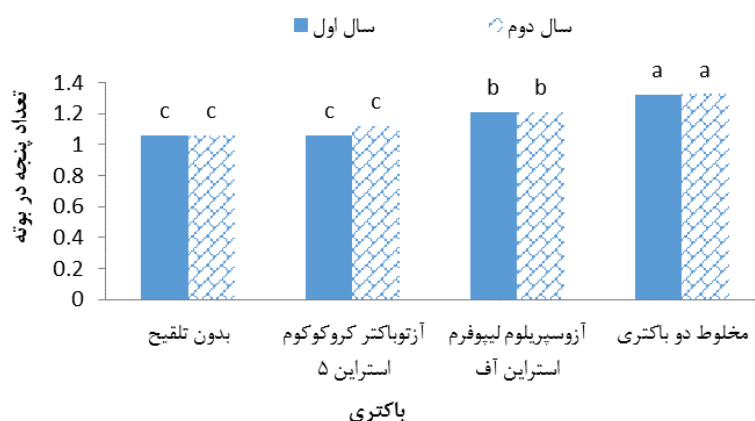 سال اول
سال دوم
تعداد پنجه در بوته
1.4
1.2
1
0.8
0.6
0.4
0.2
0
c c
c c
b b
a a
بدون تلقیح
آزتوباکتر کروکوکوم
استراین ۵
آزوسپریلوم لیپوفرم
استراین آف
مخلوط دو باکتری
باکتری